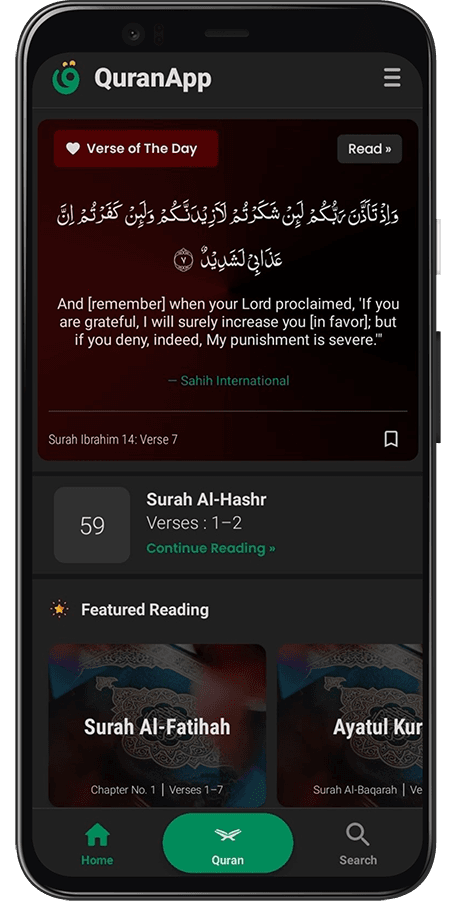 QuranApp
Verse of The Day
Read »
وَإِذْ تَأَذَّنَ رَبُّكُمْ لَئِن شَكَرْتُمْ لَأَزِيدَنَّكُمْ وَلَئِن كَفَرْتُمْ إِنَّ
عَذَابِي لَشَدِيدٌ ٧
And [remember] when your Lord proclaimed, 'If you
are grateful, I will surely increase you [in favor]; but
if you deny, indeed, My punishment is severe.'"
— Sahih International
Surah Ibrahim 14: Verse 7
59
Surah Al-Hashr
Verses : 1–2
Continue Reading »
Featured Reading
Surah Al-Fatihah
Ayatul Kur
Chapter No. 1 | Verses 1–7
Surah Al-Baqarah | Ve
Home
Quran
Search